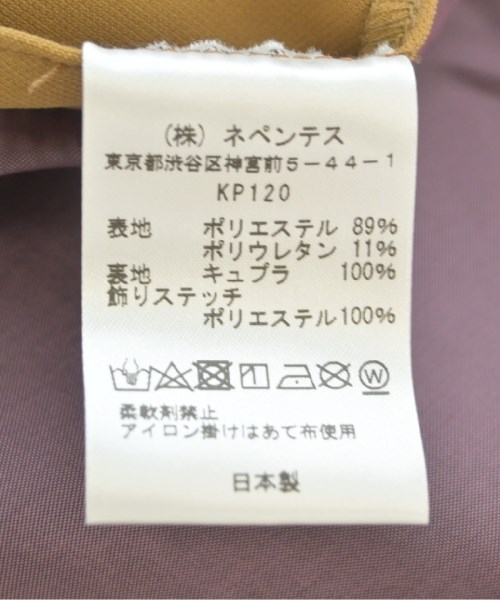 (株) ネペンテス
東京都渋谷区神宮前5-44-1
KP120
表地 ポリエステル 89%
ポリウレタン 11%
裏地 キュプラ 100%
飾りステッチ
ポリエステル100%
W
柔軟剤禁止
アイロン掛けはあて布使用
日本製